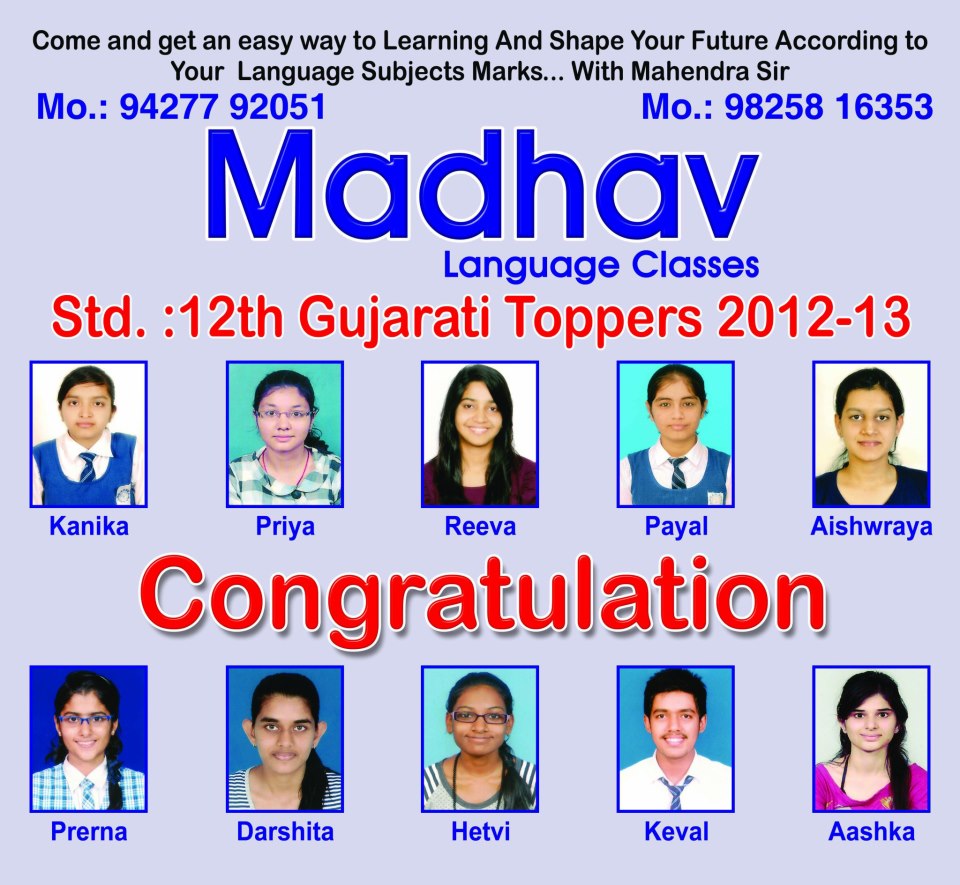 Come and get an easy way to Learning And Shape Your Future According to
Your Language Subjects Marks... With Mahendra Sir
Mo.: 94277 92051 Mo.: 98258 16353
Madhav
Language Classes
Std. :12th Gujarati Toppers 2012-13
Kanika Priya Reeva Payal Aishwraya
Congratulation
Prerna Darshita Hetvi Keval Aashka